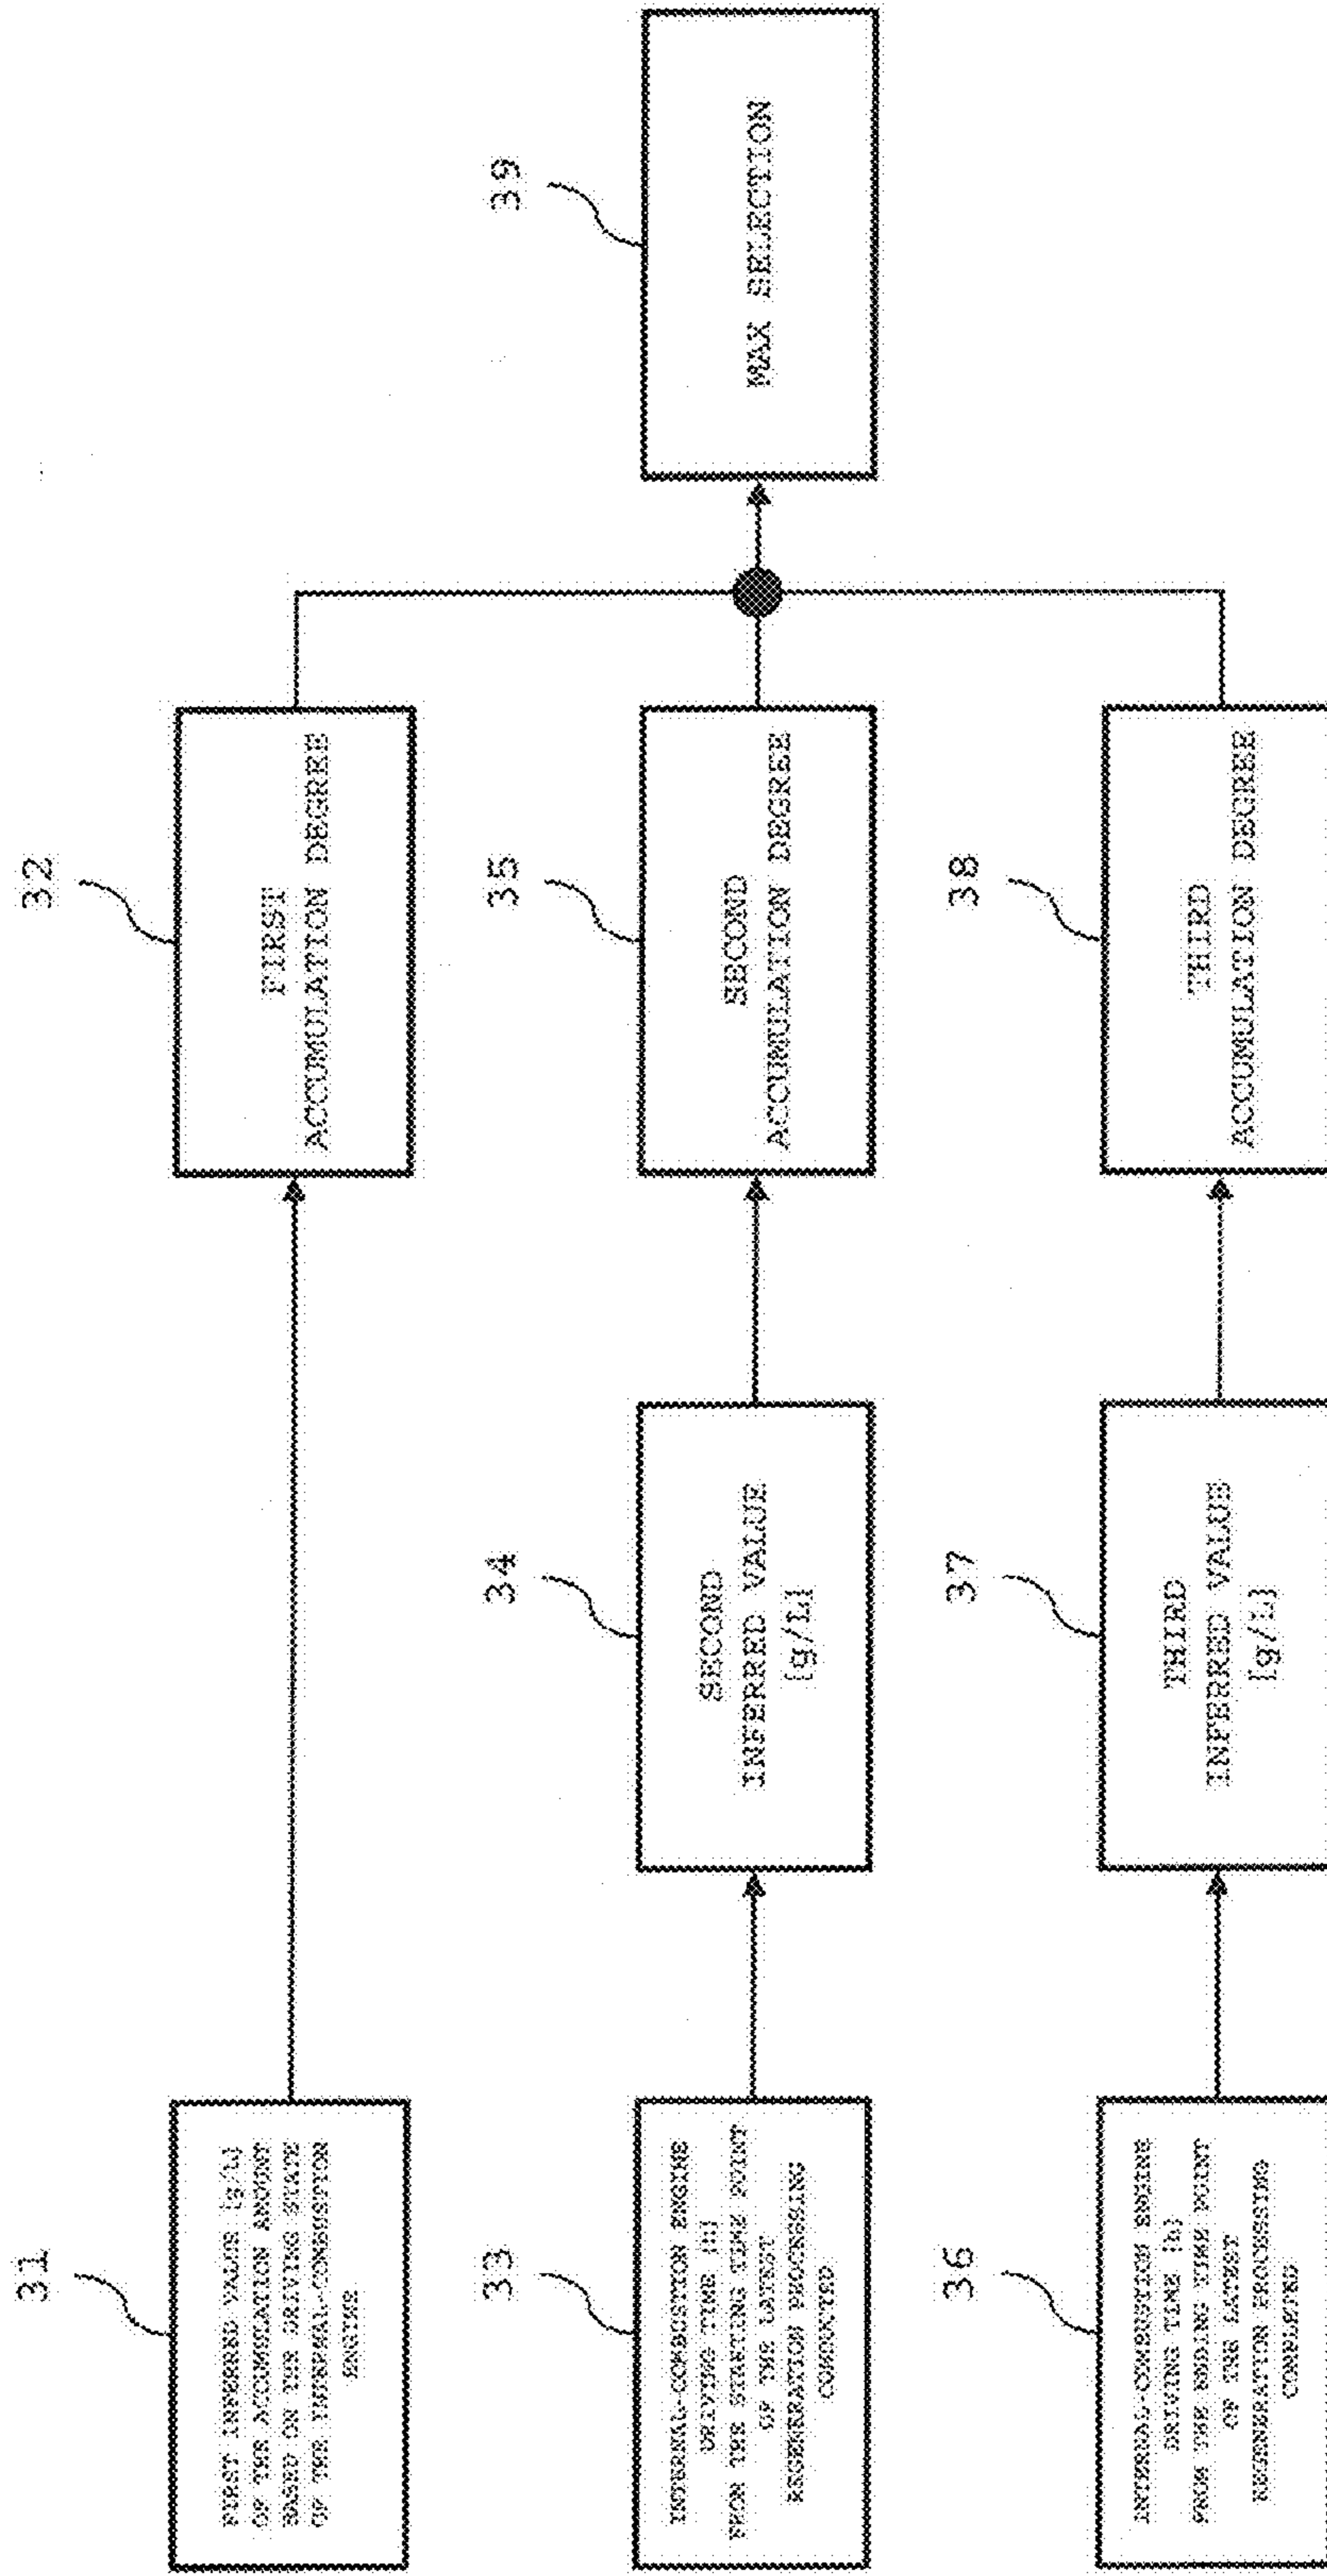 31
FIRST INFERRED VALUE [g/L]
OF THE ACCUMULATION AMOUNT
BASED ON THE DRIVING STATE
OF THE INTERNAL-COMBUSTION
ENGINE
32
FIRST
ACCUMULATION DEGREE
33
INTERNAL-COMBUSTION ENGINE
DRIVING TIME [h]
FROM THE STARTING TIME POINT
OF THE LATEST
REGENERATION PROCESSING
CONDUCTED
34
SECOND
INFERRED VALUE
[g/L]
35
SECOND
ACCUMULATION DEGREE
36
INTERNAL-COMBUSTION ENGINE
DRIVING TIME [h]
FROM THE ENDING TIME POINT
OF THE LATEST
REGENERATION PROCESSING
COMPLETED
37
THIRD
INFERRED VALUE
[g/L]
38
THIRD
ACCUMULATION DEGREE
39
MAX SELECTION